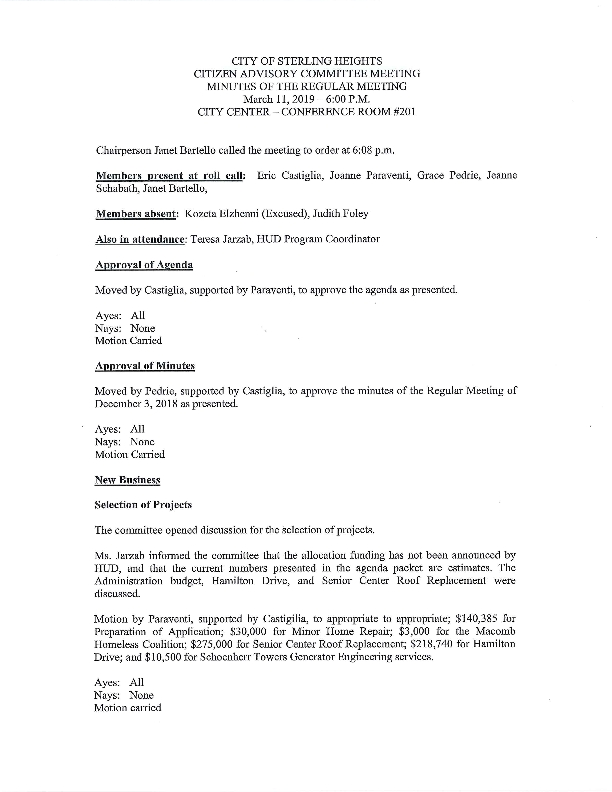 CITY OF STERLING HEIGHTS
CITIZEN ADVISORY COMMITTEE MEETING
MINUTES OF THE REGULAR MEETING
March 11, 2019 – 6:00 P.M.
CITY CENTER – CONFERENCE ROOM #201
Chairperson Janet Bartello called the meeting to order at 6:08 p.m.
Members present at roll call: Eric Castiglia, Joanne Paraventi, Grace Pedric, Jeanne
Schabath, Janet Bartello,
Members absent: Kozeta Elzhenni (Excused), Judith Foley
Also in attendance: Teresa Jarzab, HUD Program Coordinator
Approval of Agenda
Moved by Castiglia, supported by Paraventi, to approve the agenda as presented.
Ayes: All
Nays: None
Motion Carried
Approval of Minutes
Moved by Pedric, supported by Castiglia, to approve the minutes of the Regular Meeting of
December 3, 2018 as presented.
Ayes: All
Nays: None
Motion Carried
New Business
Selection of Projects
The committee opened discussion for the selection of projects.
Ms. Jarzab informed the committee that the allocation funding has not been announced by
HUD, and that the current numbers presented in the agenda packet are estimates. The
Administration budget, Hamilton Drive, and Senior Center Roof Replacement were
discussed.
Motion by Paraventi, supported by Castigilia, to appropriate to appropriate; $140,385 for
Preparation of Application; $30,000 for Minor Home Repair; $3,000 for the Macomb
Homeless Coalition; $275,000 for Senior Center Roof Replacement; $218,740 for Hamilton
Drive; and $10,500 for Schoenherr Towers Generator Engineering services.
Ayes: All
Nays: None
Motion carried